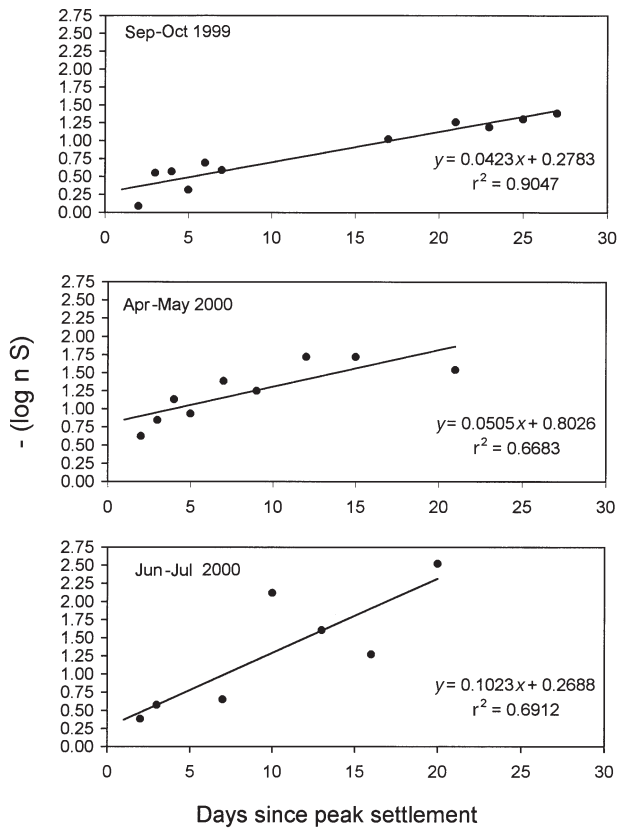 2.75
2.50
2.25
2.00
1.75
1.50
1.25
1.00
0.75
0.50
0.25
0.00
Sep-Oct 1999
y = 0.0423x + 0.2783
r² = 0.9047
0 5 10 15 20 25 30
2.75
2.50
2.25
2.00
1.75
1.50
1.25
1.00
0.75
0.50
0.25
0.00
Apr-May 2000
y = 0.0505x + 0.8026
r² = 0.6683
0 5 10 15 20 25 30
- (log n S)
2.75
2.50
2.25
2.00
1.75
1.50
1.25
1.00
0.75
0.50
0.25
0.00
Jun-Jul 2000
y = 0.1023x + 0.2688
r² = 0.6912
0 5 10 15 20 25 30
Days since peak settlement